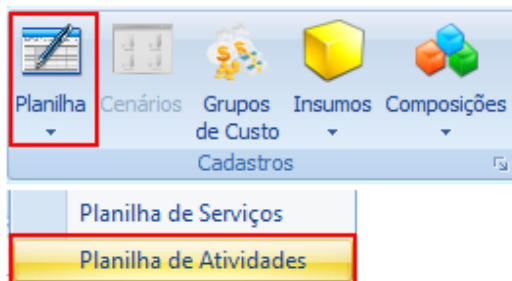 Planilha Cenários Grupos de Custo Insumos Composições
Cadastros
Planilha de Serviços
Planilha de Atividades